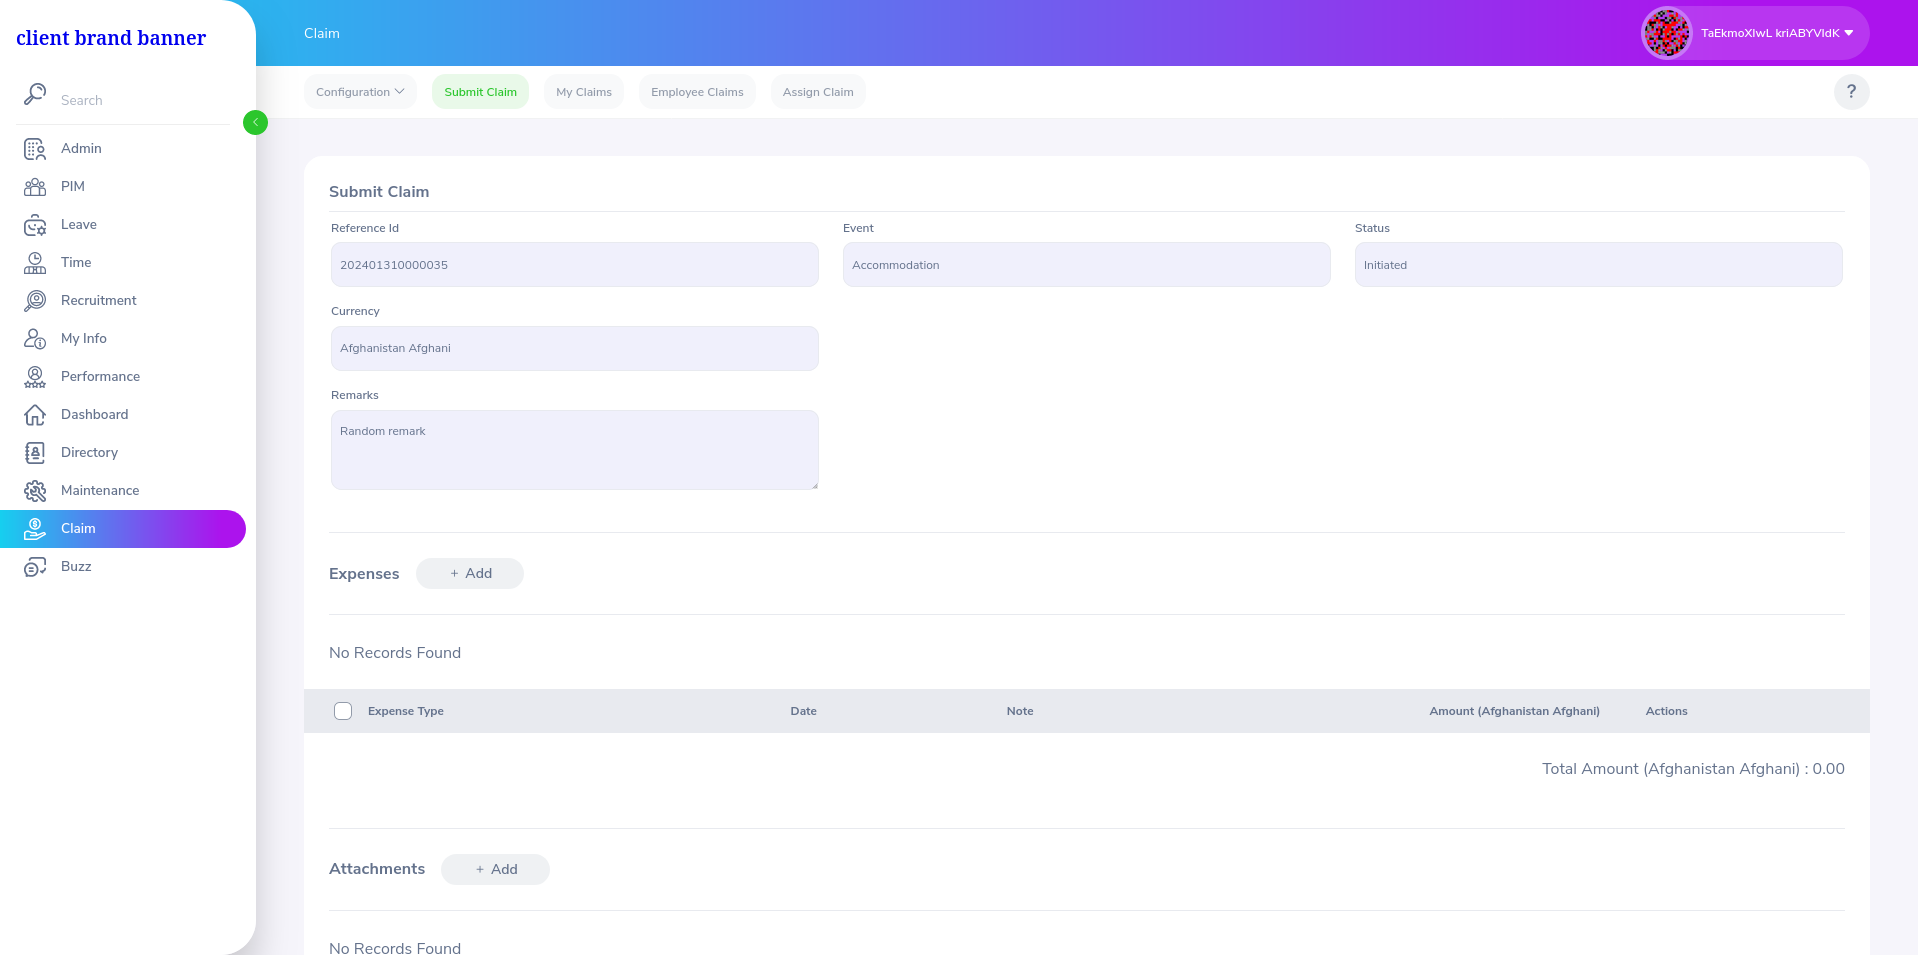 client brand banner
Claim
TaEkmoXIwL kriABYVIdK
Search
Configuration
Submit Claim
My Claims
Employee Claims
Assign Claim
?
Admin
PIM
Leave
Time
Recruitment
My Info
Performance
Dashboard
Directory
Maintenance
Claim
Buzz
Submit Claim
Reference Id
Event
Status
202401310000035
Accommodation
Initiated
Currency
Afghanistan Afghani
Remarks
Random remark
Expenses
+ Add
No Records Found
Expense Type
Date
Note
Amount (Afghanistan Afghani)
Actions
Total Amount (Afghanistan Afghani) : 0.00
Attachments
+ Add
No Records Found